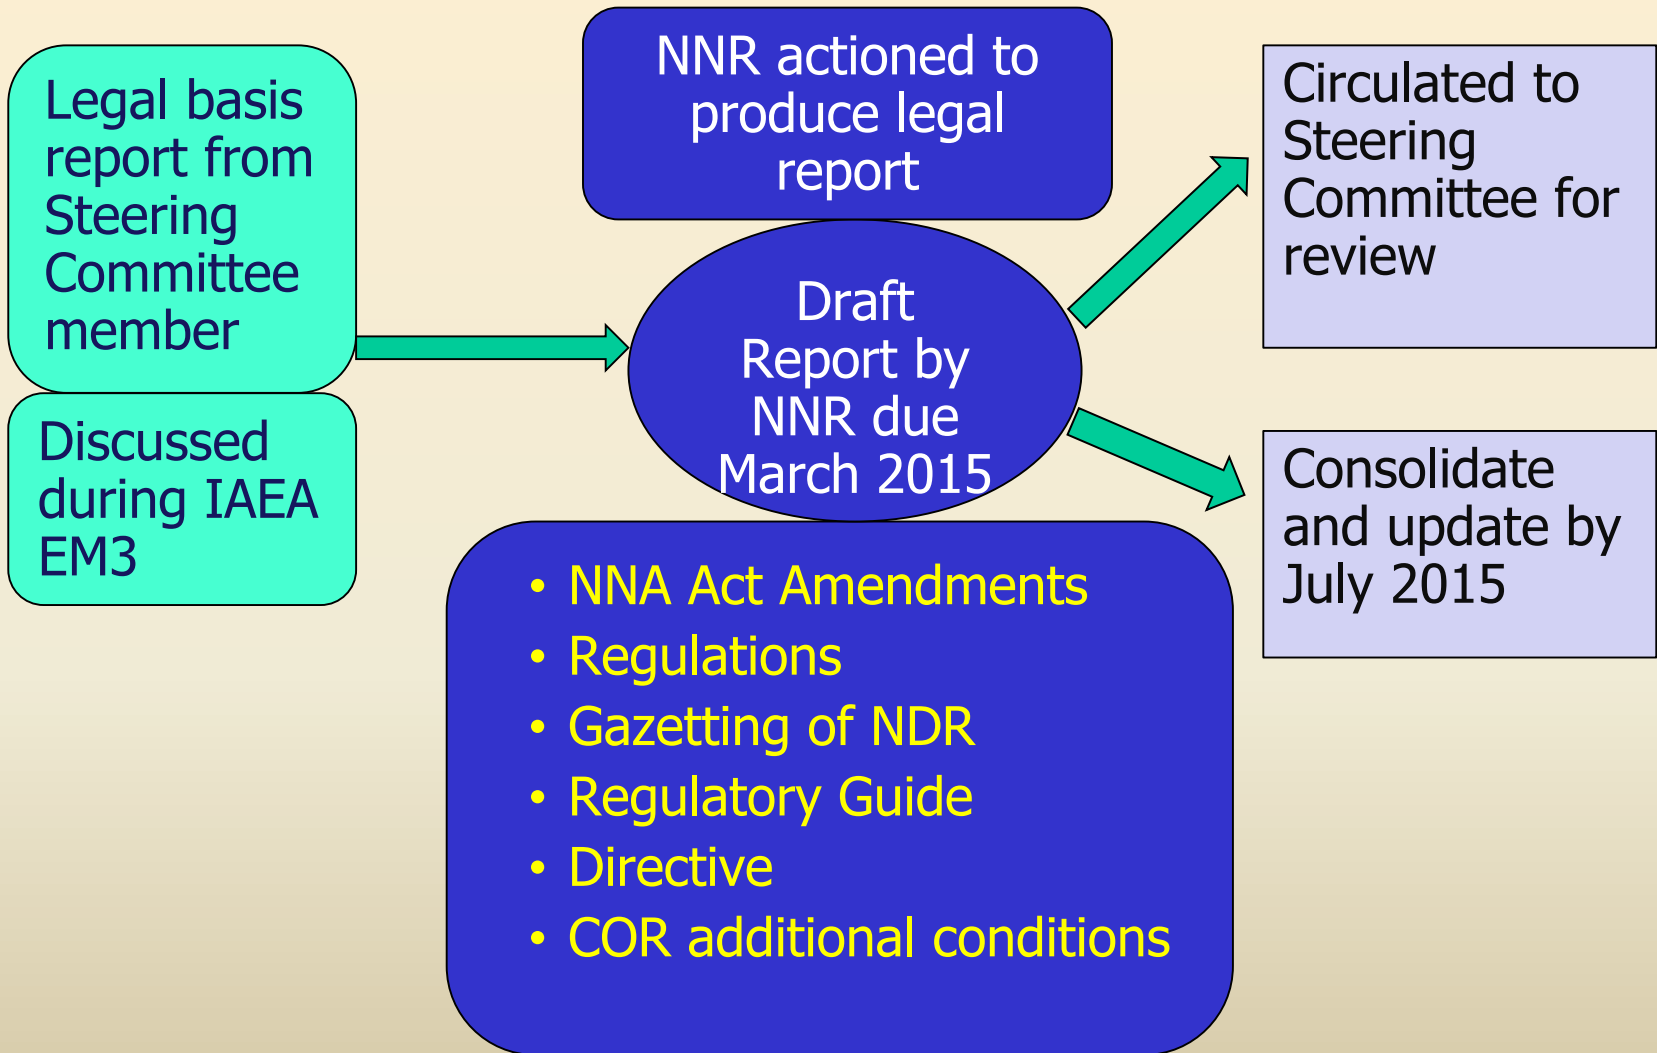 Legal basis
report from
Steering
Committee
member
Discussed
during IAEA
EM3
NNR actioned to
produce legal
report
Draft
Report by
NNR due
March 2015
• NNA Act Amendments
• Regulations
• Gazetting of NDR
• Regulatory Guide
• Directive
• COR additional conditions
Circulated to
Steering
Committee for
review
Consolidate
and update by
July 2015